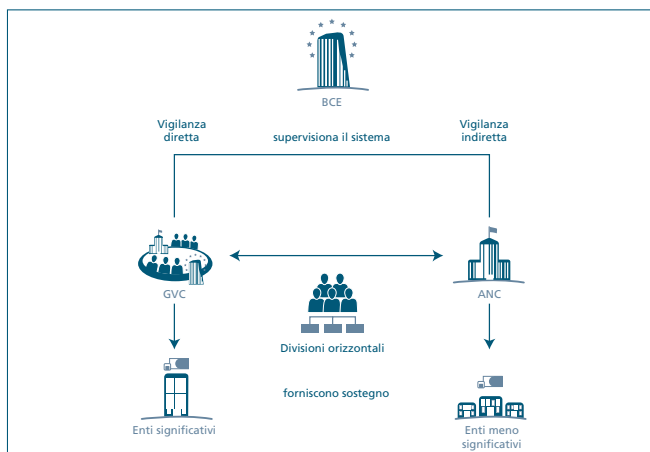 BCE
Vigilanza
diretta
supervisiona il sistema
Vigilanza
indiretta
GVC
ANC
Divisioni orizzontali
forniscono sostegno
Enti significativi
Enti meno
significativi